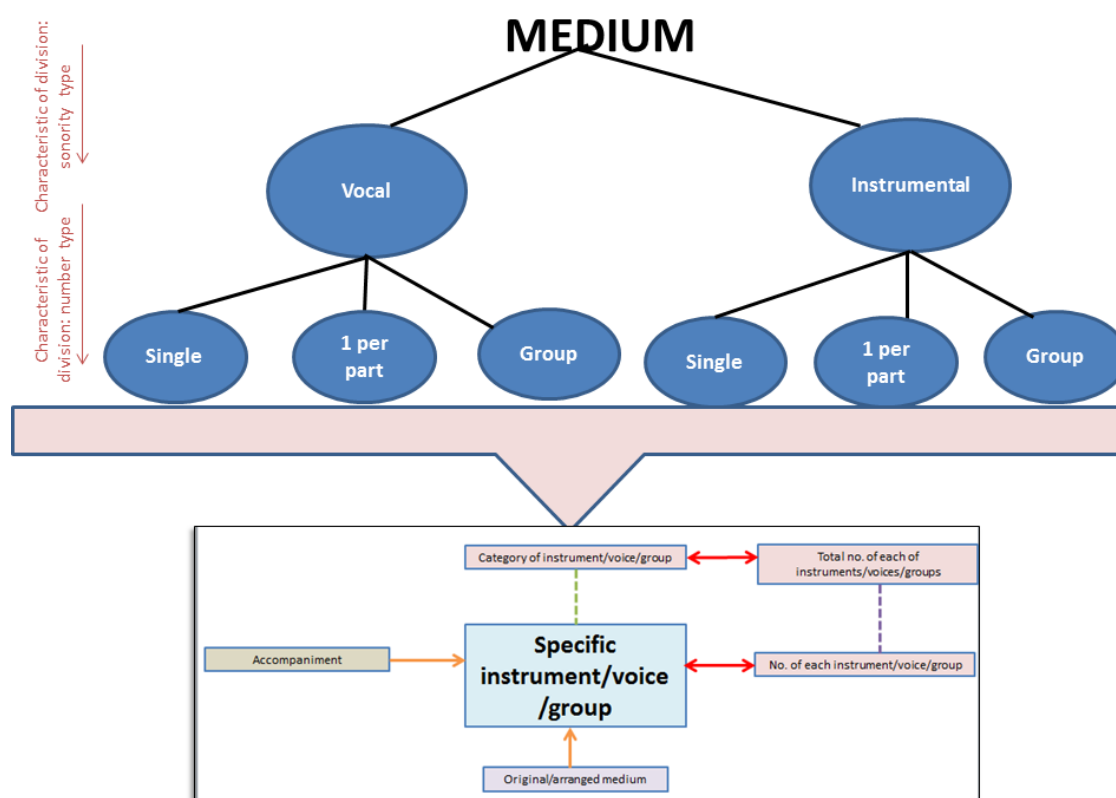 MEDIUM
Characteristic of division:
sonority type
Vocal
Instrumental
Characteristic of
division: number type
Single
1 per
part
Group
Single
1 per
part
Group
Category of instrument/voice/group
Total no. of each of
instruments/voices/groups
Accompaniment
Specific
instrument/voice
/group
No. of each instrument/voice/group
Original/arranged medium